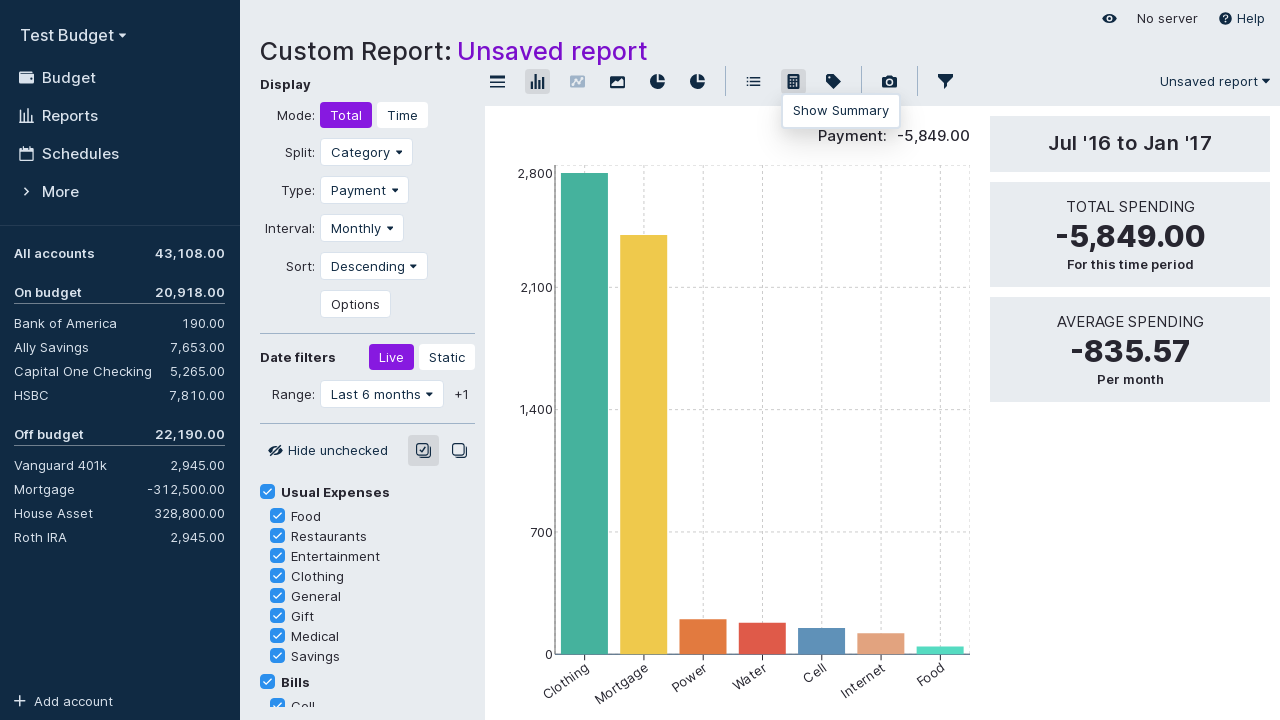 Test Budget
Budget
Reports
Schedules
More
All accounts 43,108.00
On budget 20,918.00
Bank of America 190.00
Ally Savings 7,653.00
Capital One Checking 5,265.00
HSBC 7,810.00
Off budget 22,190.00
Vanguard 401k 2,945.00
Mortgage -312,500.00
House Asset 328,800.00
Roth IRA 2,945.00
Add account
No server Help
Custom Report: Unsaved report
Display
Mode: Total Time
Split: Category
Type: Payment
Interval: Monthly
Sort: Descending
Options
Date filters Live Static
Range: Last 6 months +1
Hide unchecked
Usual Expenses
Food
Restaurants
Entertainment
Clothing
General
Gift
Medical
Savings
Bills
Cell
Unsaved report
Show Summary
Payment: -5,849.00
2,800
2,100
1,400
700
0
Clothing Mortgage Power Water Cell Internet Food
Jul '16 to Jan '17
TOTAL SPENDING
-5,849.00
For this time period
AVERAGE SPENDING
-835.57
Per month